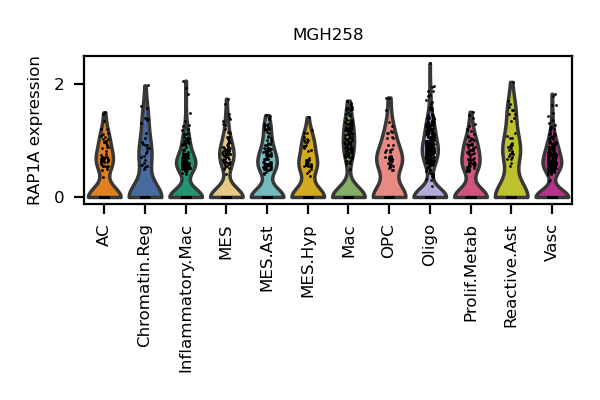 MGH258
RAP1A expression
2
0
AC
Chromatin.Reg
Inflammatory.Mac
MES
MES.Ast
MES.Hyp
Mac
OPC
Oligo
Prolif.Metab
Reactive.Ast
Vasc